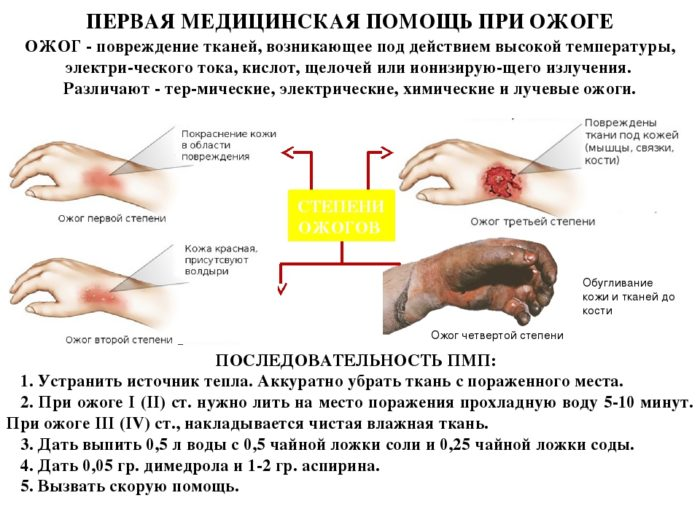 ПЕРВАЯ МЕДИЦИНСКАЯ ПОМОЩЬ ПРИ ОЖОГЕ
ОЖОГ - повреждение тканей, возникающее под действием высокой температуры,
электри-ческого тока, кислот, щелочей или ионизирую-щего излучения.
Различают - тер-мические, электрические, химические и лучевые ожоги.
Покраснение кожи
в области
повреждения
Ожог первой степени
Повреждены
ткани под кожей
(мышцы, связки,
кости)
Ожог третьей степени
СТЕПЕНИ
ОЖОГОВ
Кожа красная,
присутсвуют
волдыри
Ожог второй степени
Обугливание
кожи и тканей до
кости
Ожог четвертой степени
ПОСЛЕДОВАТЕЛЬНОСТЬ ПМП:
1. Устранить источник тепла. Аккуратно убрать ткань с пораженного места.
2. При ожоге I (II) ст. нужно лить на место поражения прохладную воду 5-10 минут.
При ожоге III (IV) ст., накладывается чистая влажная ткань.
3. Дать выпить 0,5 л воды с 0,5 чайной ложки соли и 0,25 чайной ложки соды.
4. Дать 0,05 гр. димедрола и 1-2 гр. аспирина.
5. Вызвать скорую помощь.